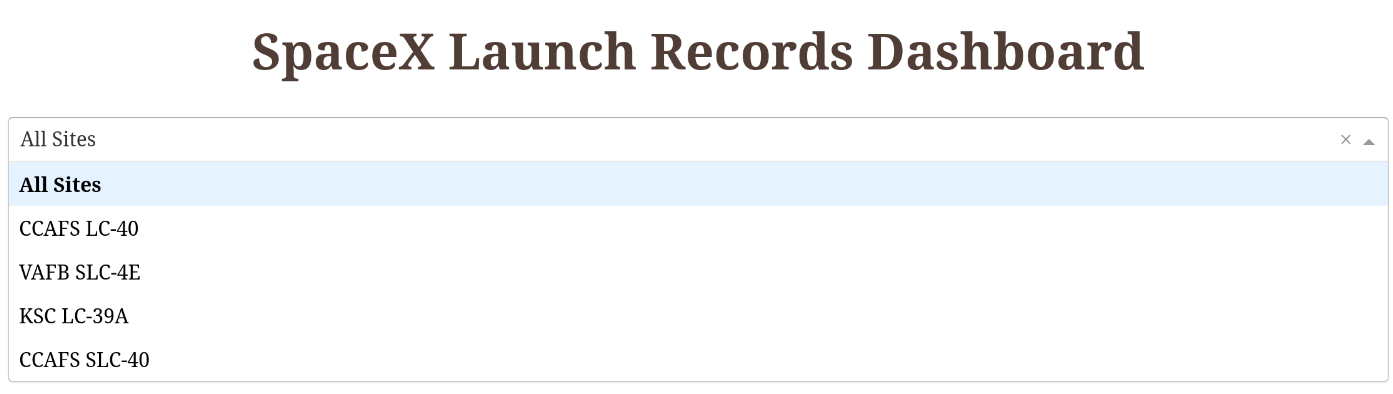 SpaceX Launch Records Dashboard
All Sites
All Sites
CCAFS LC-40
VAFB SLC-4E
KSC LC-39A
CCAFS SLC-40